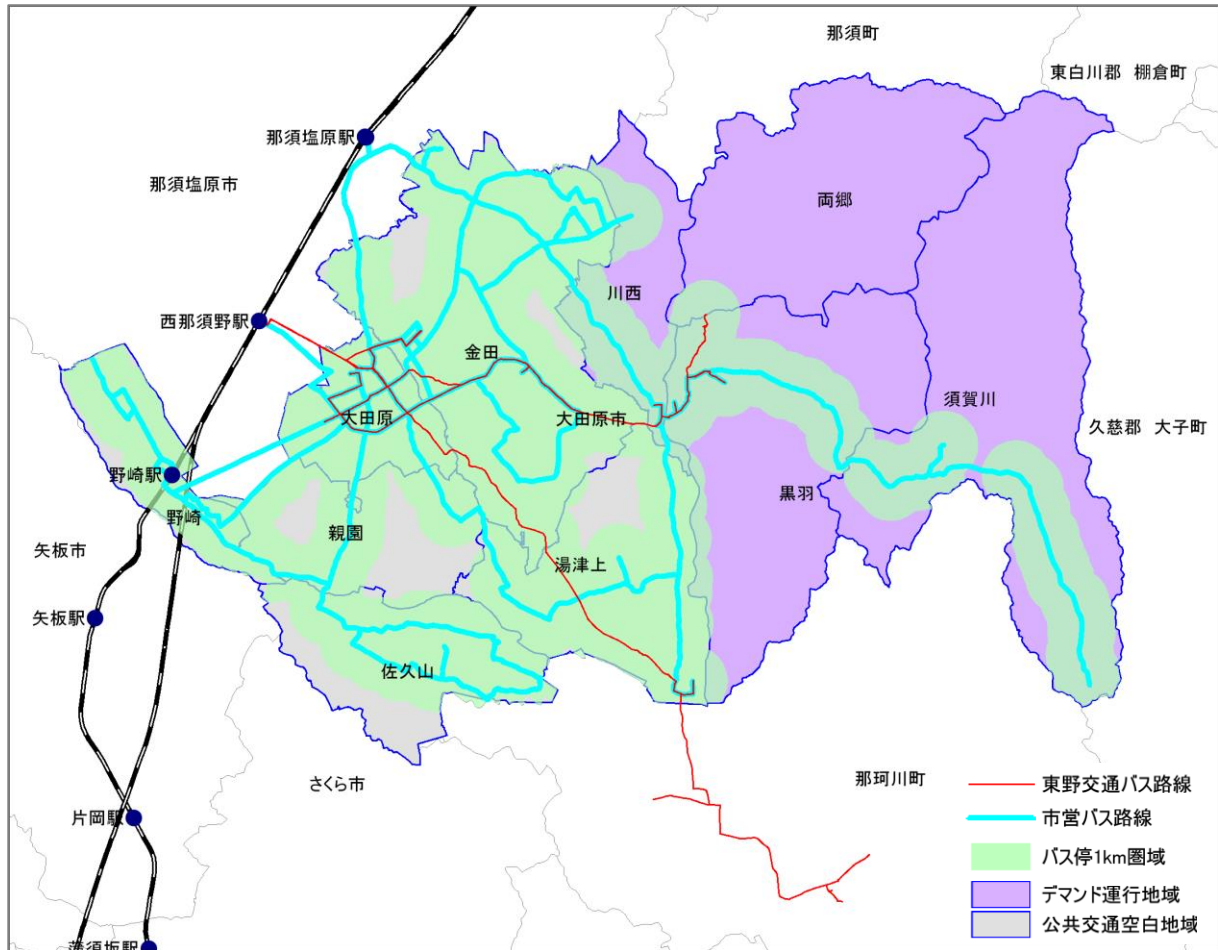 那須町
東白川郡 棚倉町
那須塩原駅
那須塩原市
両郷
川西
西那須野駅
金田
須賀川
大田原
大田原市
久慈郡 大子町
野崎駅
黒羽
野崎
親園
矢板市
湯津上
矢板駅
佐久山
さくら市
那珂川町
東野交通バス路線
片岡駅
市営バス路線
バス停1km圏域
デマンド運行地域
公共交通空白地域
蒲須坂駅